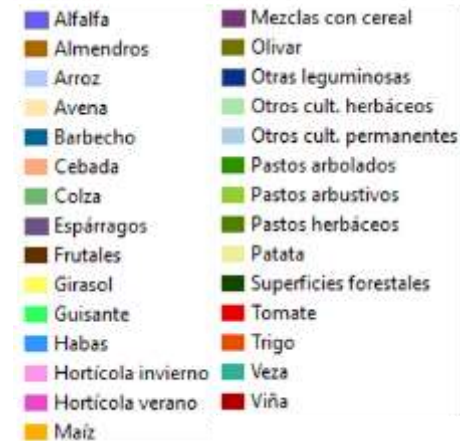 Alfalfa
Almendros
Arroz
Avena
Barbecho
Cebada
Colza
Espárragos
Frutales
Girasol
Guisante
Habas
Hortícola invierno
Hortícola verano
Maíz
Mezclas con cereal
Olivar
Otras leguminosas
Otros cult. herbáceos
Otros cult. permanentes
Pastos arbolados
Pastos arbustivos
Pastos herbáceos
Patata
Superficies forestales
Tomate
Trigo
Veza
Viña